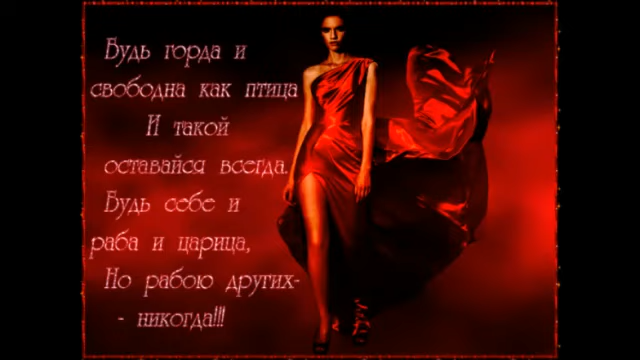 Будь горда и
свободна как птица
И такой
оставайся всегда.
Будь себе и
раба и царица,
Но рабою других-
- никогда!!!